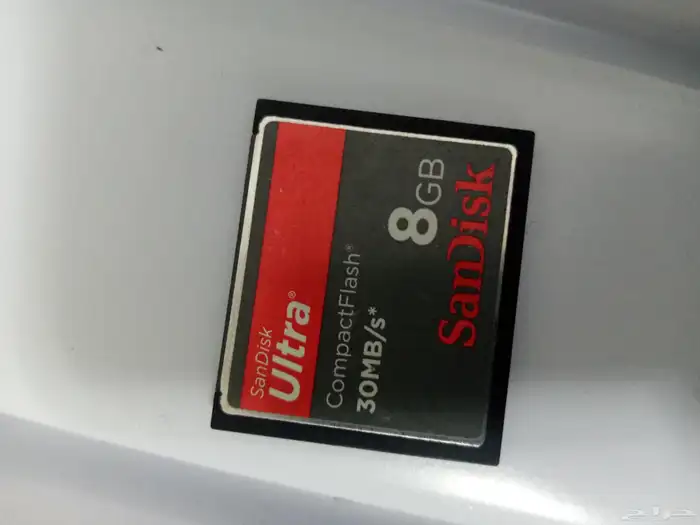 SanDisk
Ultra®
CompactFlash®
30MB/s*
8GB
SanDisk
حراج